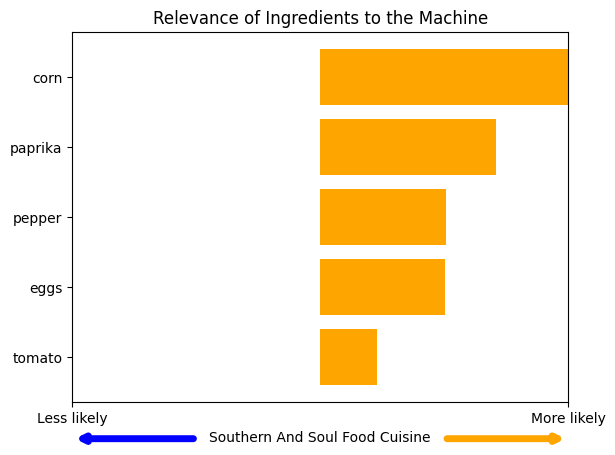 Relevance of Ingredients to the Machine
corn
paprika
pepper
eggs
tomato
Less likely More likely
Southern And Soul Food Cuisine